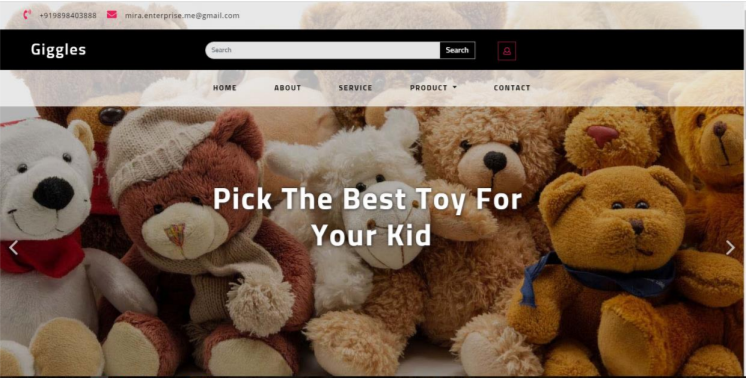 +919898403888 mira.enterprise.me@gmail.com
Giggles Search Search
HOME ABOUT SERVICE PRODUCT CONTACT
Pick The Best Toy For
Your Kid